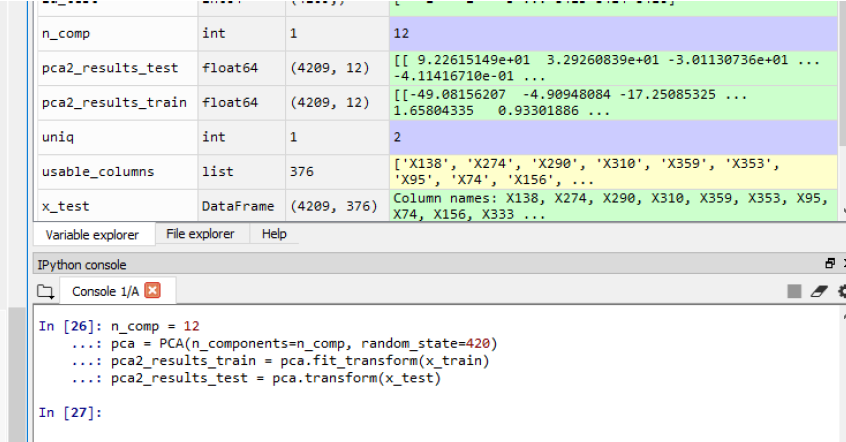 n_comp int 1 12
pca2_results_test float64 (4209, 12) [[ 9.22615149e+01 3.29260839e+01 -3.01130736e+01 ...
-4.11416710e-01 ...
pca2_results_train float64 (4209, 12) [[-49.08156207 -4.90948084 -17.25085325 ...
1.65804335 0.93301886 ...
uniq int 1 2
usable_columns list 376 ['X138', 'X274', 'X290', 'X310', 'X359', 'X353',
'X95', 'X74', 'X156', ...
x_test DataFrame (4209, 376) Column names: X138, X274, X290, X310, X359, X353, X95,
X74, X156, X333 ...
Variable explorer File explorer Help
IPython console
Console 1/A
In [26]: n_comp = 12
...: pca = PCA(n_components=n_comp, random_state=420)
...: pca2_results_train = pca.fit_transform(x_train)
...: pca2_results_test = pca.transform(x_test)
In [27]: